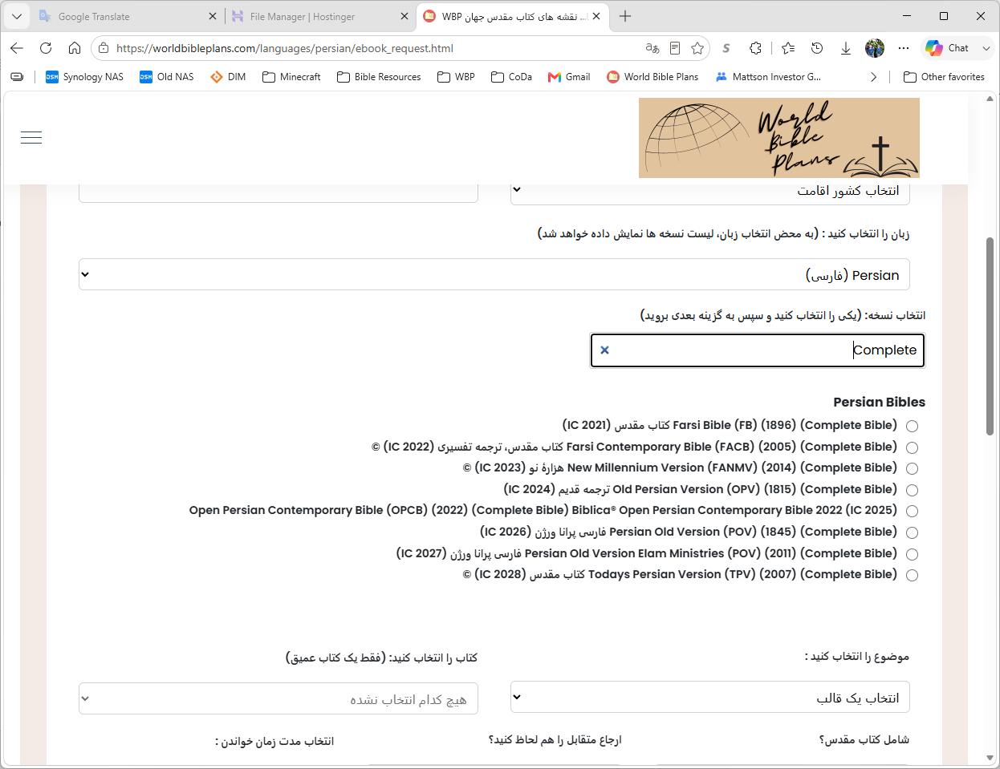 Google Translate
File Manager | Hostinger
WBP نقشه های کتاب مقدس جهان ...ا
https://worldbibleplans.com/languages/persian/ebook_request.html
Chat
Synology NAS
Old NAS
DIM
Minecraft
Bible Resources
WBP
CoDa
Gmail
World Bible Plans
Mattson Investor G...
Other favorites
World
Bible
Plans
انتخاب کشور اقامت
زبان را انتخاب کنید : (به محض انتخاب زبان، لیست نسخه ها نمایش داده خواهد شد)
Persian (فارسی)
انتخاب نسخه: (یکی را انتخاب کنید و سپس به گزینه بعدی بروید)
Complete
Persian Bibles
Farsi Bible (FB) (1896) (Complete Bible) کتاب مقدس (IC 2021)
Farsi Contemporary Bible (FACB) (2005) (Complete Bible) کتاب مقدس، ترجمه تفسیری (IC 2022) ©
New Millennium Version (FANMV) (2014) (Complete Bible) هزارۀ نو (IC 2023) ©
Old Persian Version (OPV) (1815) (Complete Bible) ترجمه قدیم (IC 2024)
Open Persian Contemporary Bible (OPCB) (2022) (Complete Bible) Biblica® Open Persian Contemporary Bible 2022 (IC 2025)
Persian Old Version (POV) (1845) (Complete Bible) فارسی پرانا ورژن (IC 2026)
Persian Old Version Elam Ministries (POV) (2011) (Complete Bible) فارسی پرانا ورژن (IC 2027)
Todays Persian Version (TPV) (2007) (Complete Bible) کتاب مقدس (IC 2028) ©
موضوع را انتخاب کنید :
کتاب را انتخاب کنید: (فقط یک کتاب عمیق)
انتخاب یک قالب
هیچ کدام انتخاب نشده
شامل کتاب مقدس؟
ارجاع متقابل را هم لحاظ کنید؟
انتخاب مدت زمان خواندن :